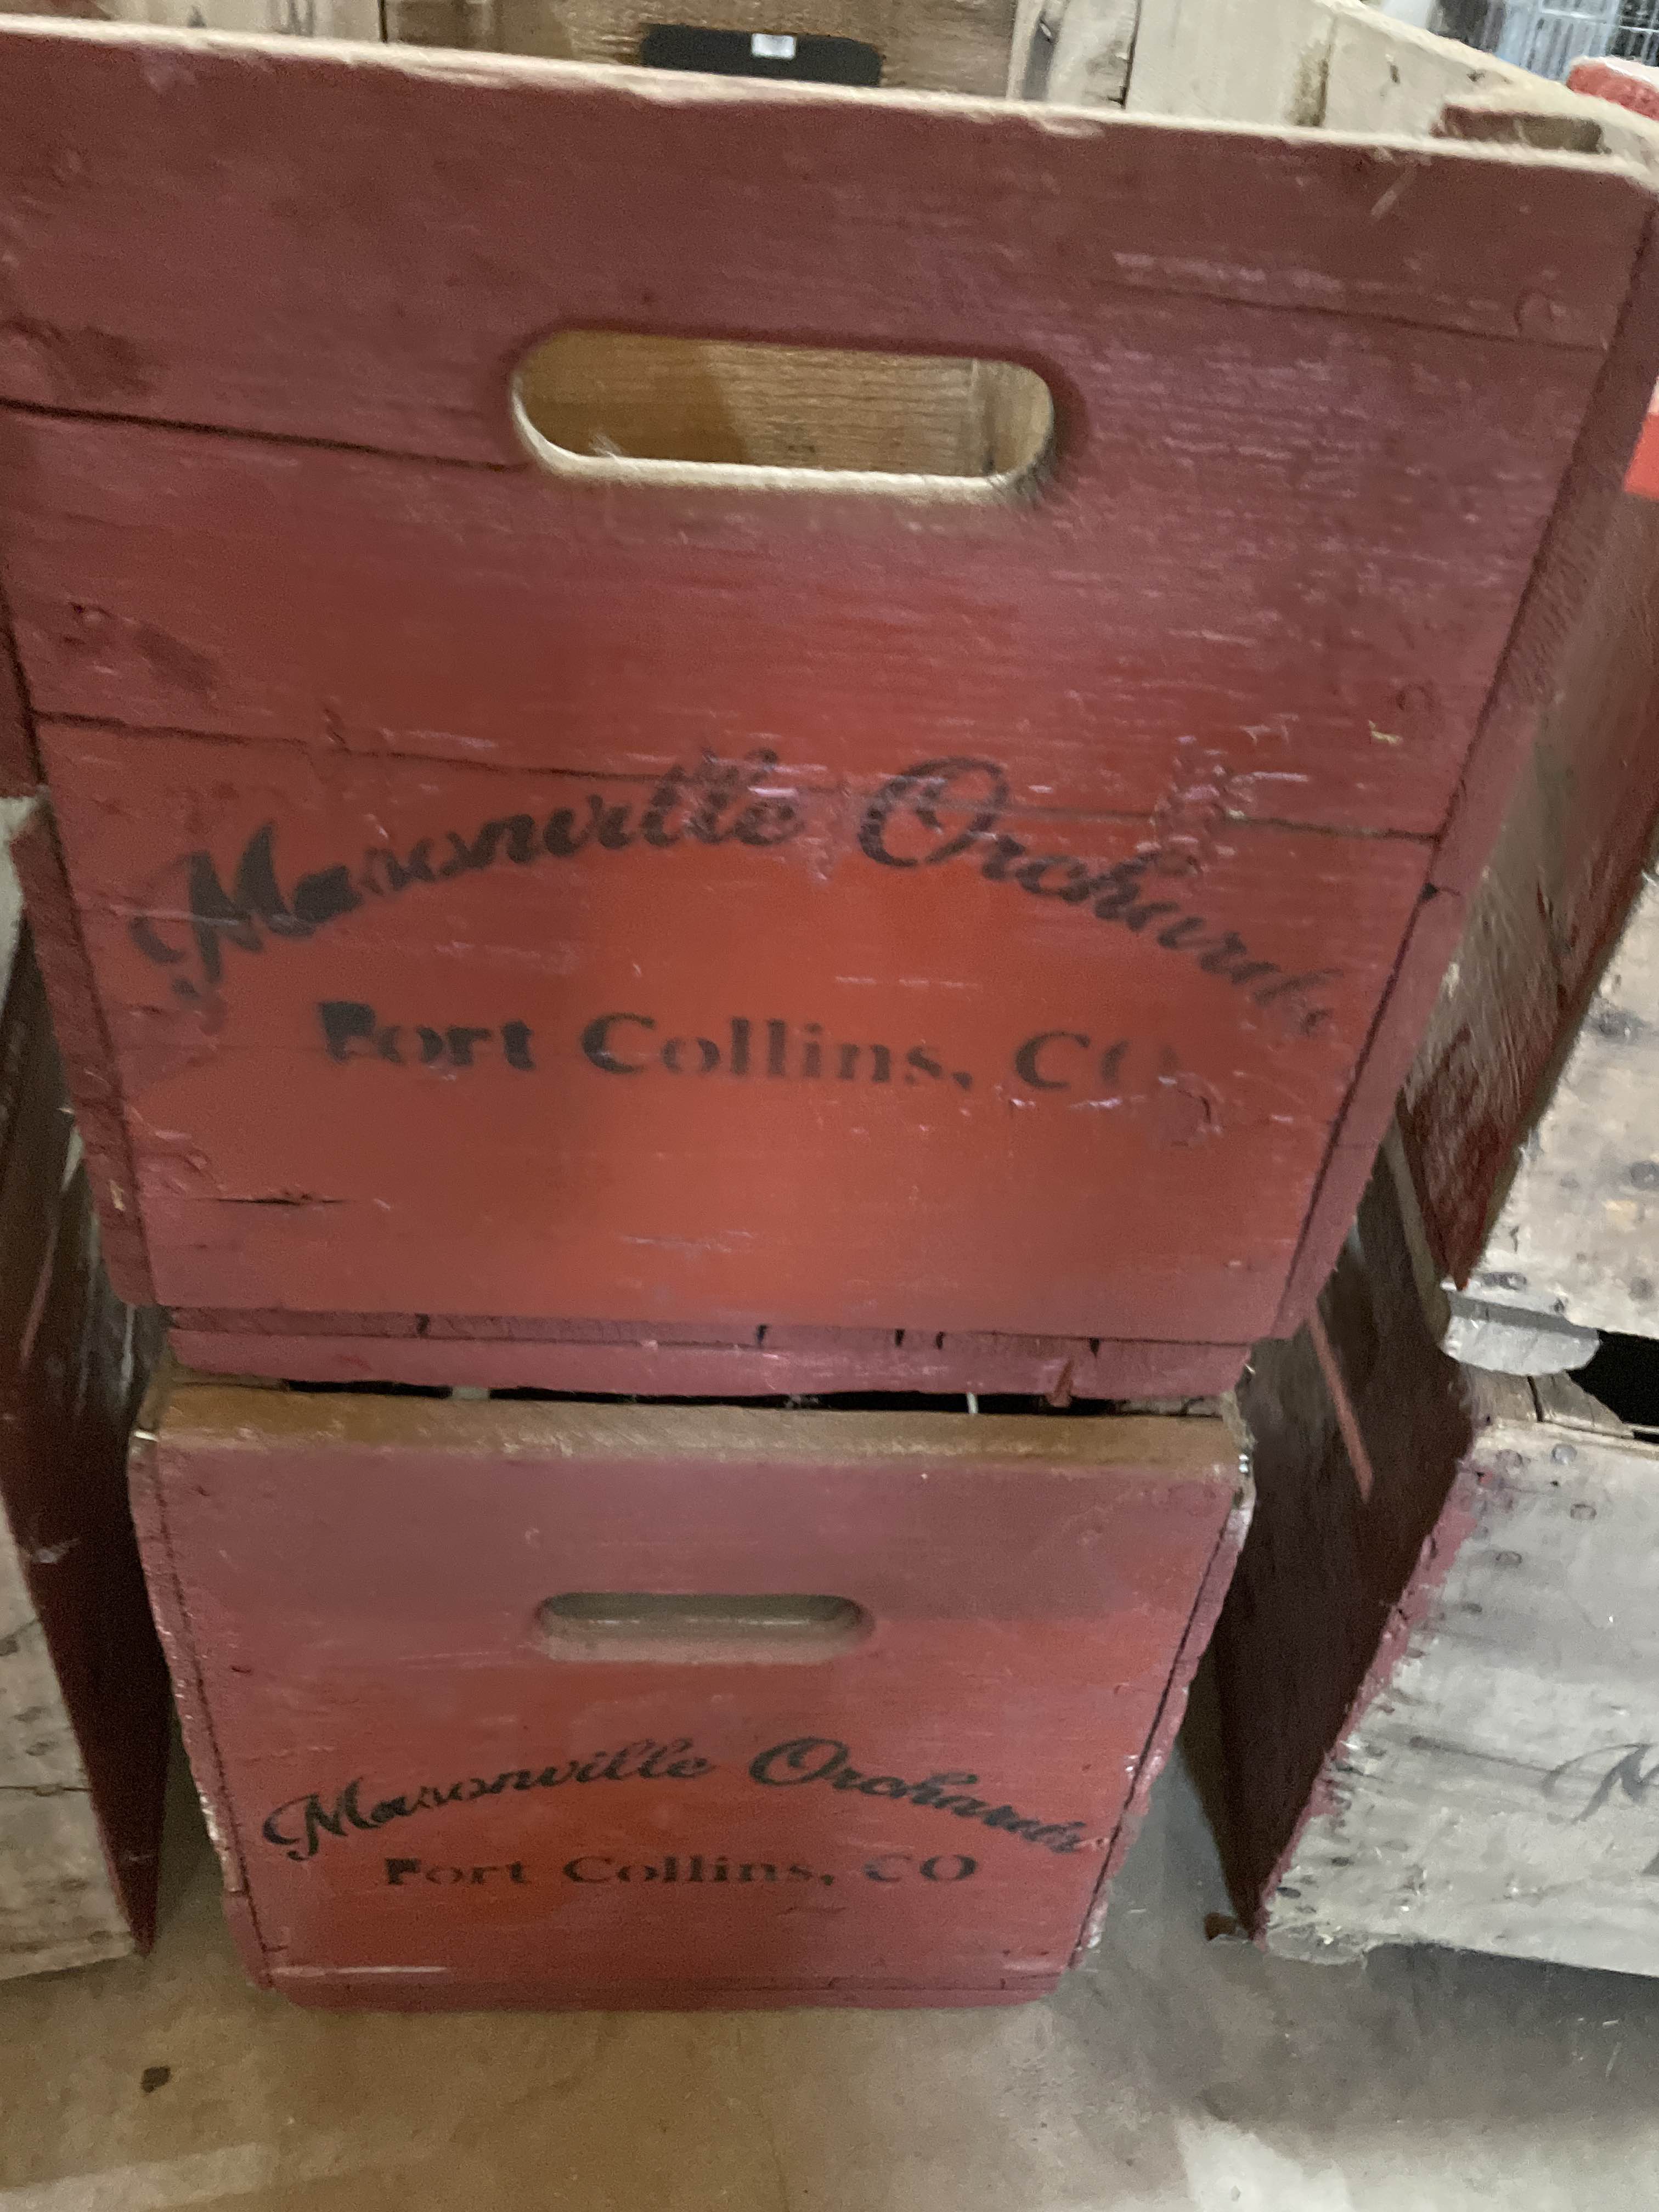 Masonville Orchards
Fort Collins, CO
Masonville Orchards
Fort Collins, CO